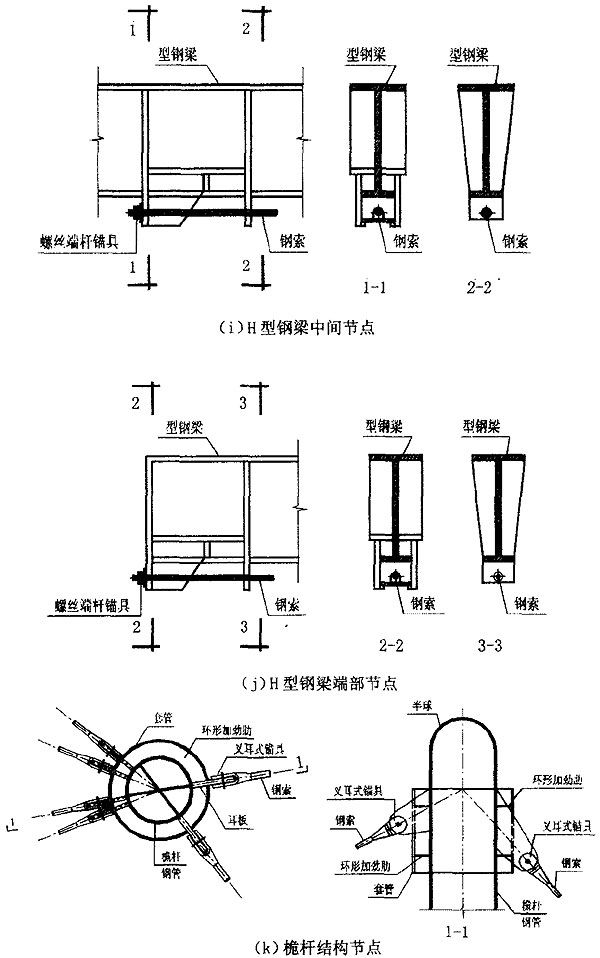 1 2
型钢梁 型钢梁 型钢梁
螺丝端杆锚具 钢索 钢索 钢索
1 2 1-1 2-2
(i)H型钢梁中间节点
2 3
型钢梁 型钢梁 型钢梁
螺丝端杆锚具 钢索 钢索 钢索
2 3 2-2 3-3
(j)H型钢梁端部节点
套管 半球
环形加劲肋
叉耳式锚具 1 叉耳式锚具 环形加劲肋
钢索 钢索 叉耳式锚具
1 耳板
桅杆 环形加劲肋 钢索
钢管 套管 桅杆
钢管
1-1
(k)桅杆结构节点